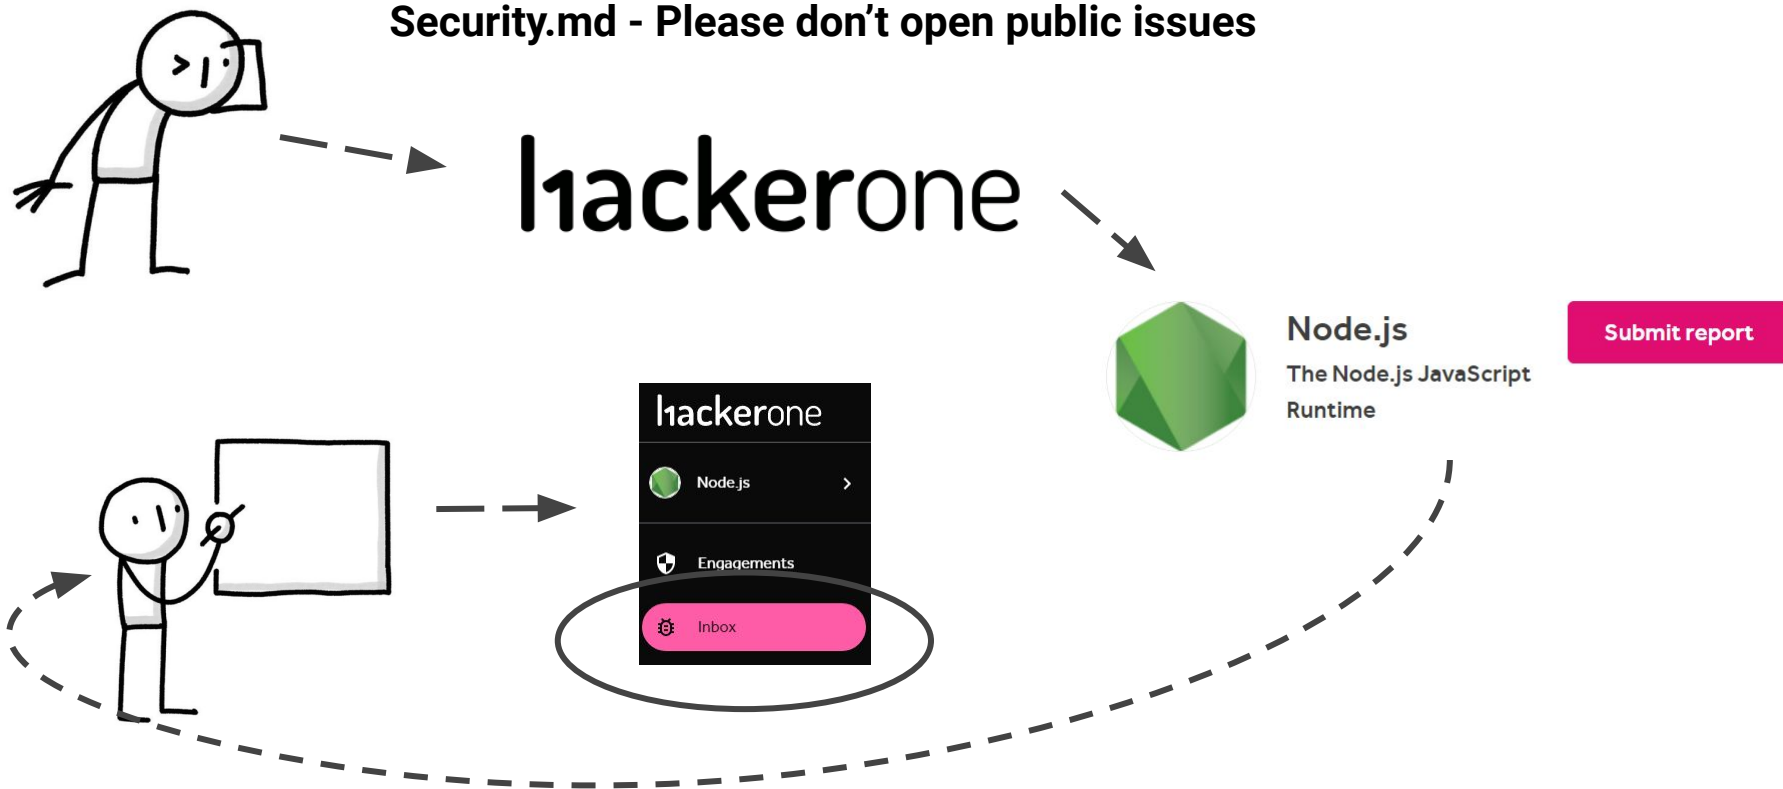 Security.md - Please don’t open public issues
hackerone
Node.js
Submit report
The Node.js JavaScript
Runtime
hackerone
Node.js
Engagements
Inbox